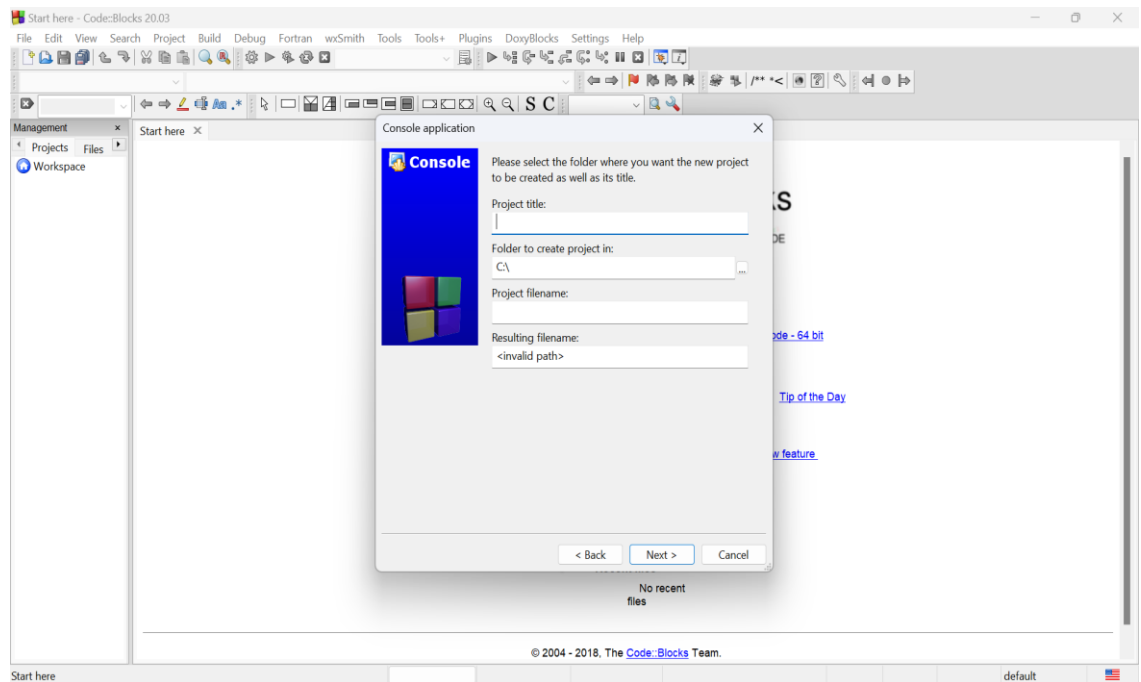 Start here - Code::Blocks 20.03
File Edit View Search Project Build Debug Fortran wxSmith Tools Tools+ Plugins DoxyBlocks Settings Help
/** *<
Aa .*
S C
Management
Start here
Projects Files
Workspace
Console application
Console
Please select the folder where you want the new project
to be created as well as its title.
Project title:
Folder to create project in:
C:\
...
Project filename:
Resulting filename:
<invalid path>
< Back Next > Cancel
- 64 bit
Tip of the Day
feature
No recent
files
© 2004 - 2018, The Code::Blocks Team.
Start here default